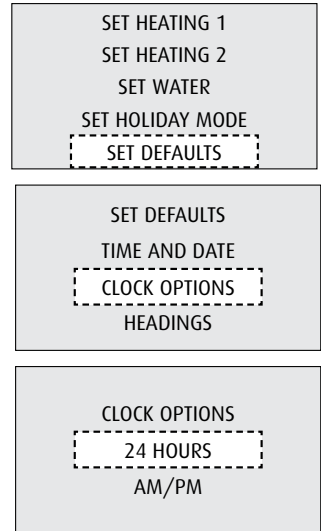 SET HEATING 1
SET HEATING 2
SET WATER
SET HOLIDAY MODE
SET DEFAULTS
SET DEFAULTS
TIME AND DATE
CLOCK OPTIONS
HEADINGS
CLOCK OPTIONS
24 HOURS
AM/PM